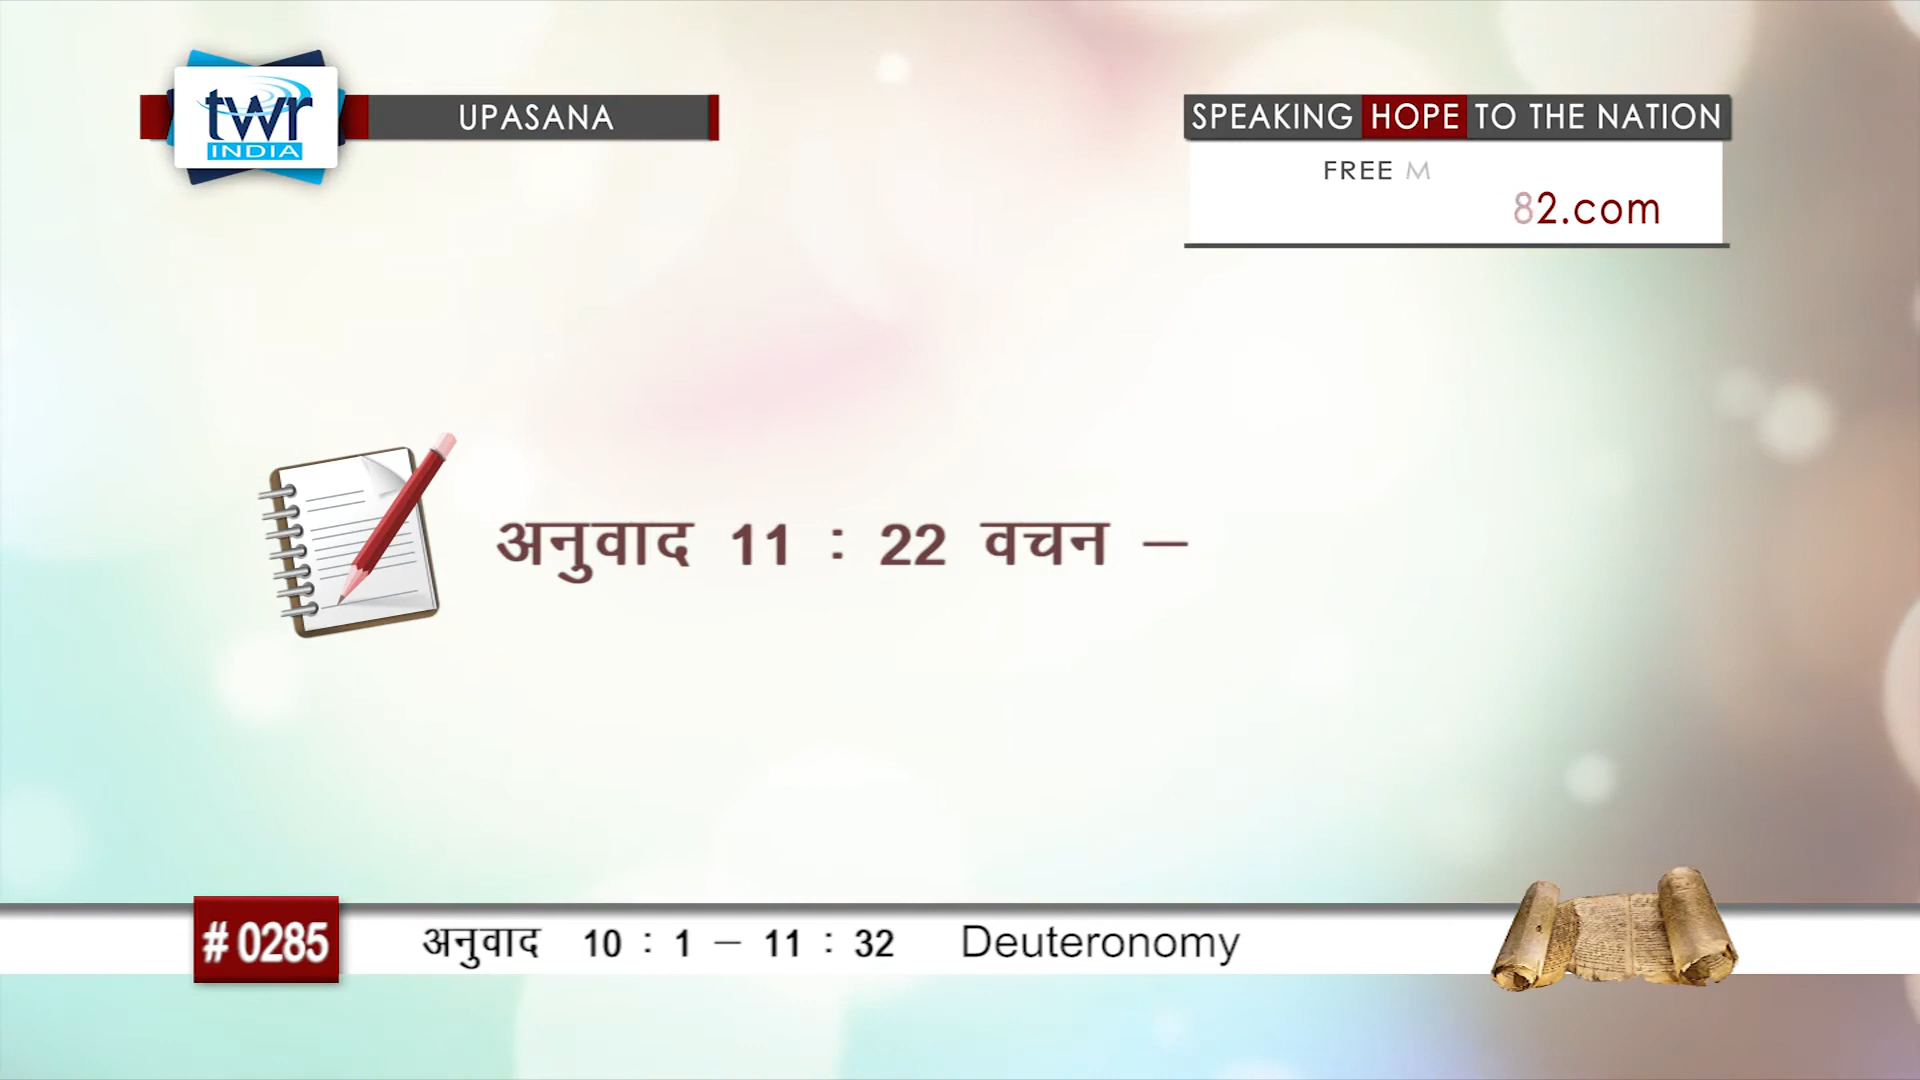 twr
INDIA
UPASANA
SPEAKING HOPE TO THE NATION
FREE M
82.com
अनुवाद 11 : 22 वचन –
# 0285
अनुवाद 10 : 1 – 11 : 32 Deuteronomy